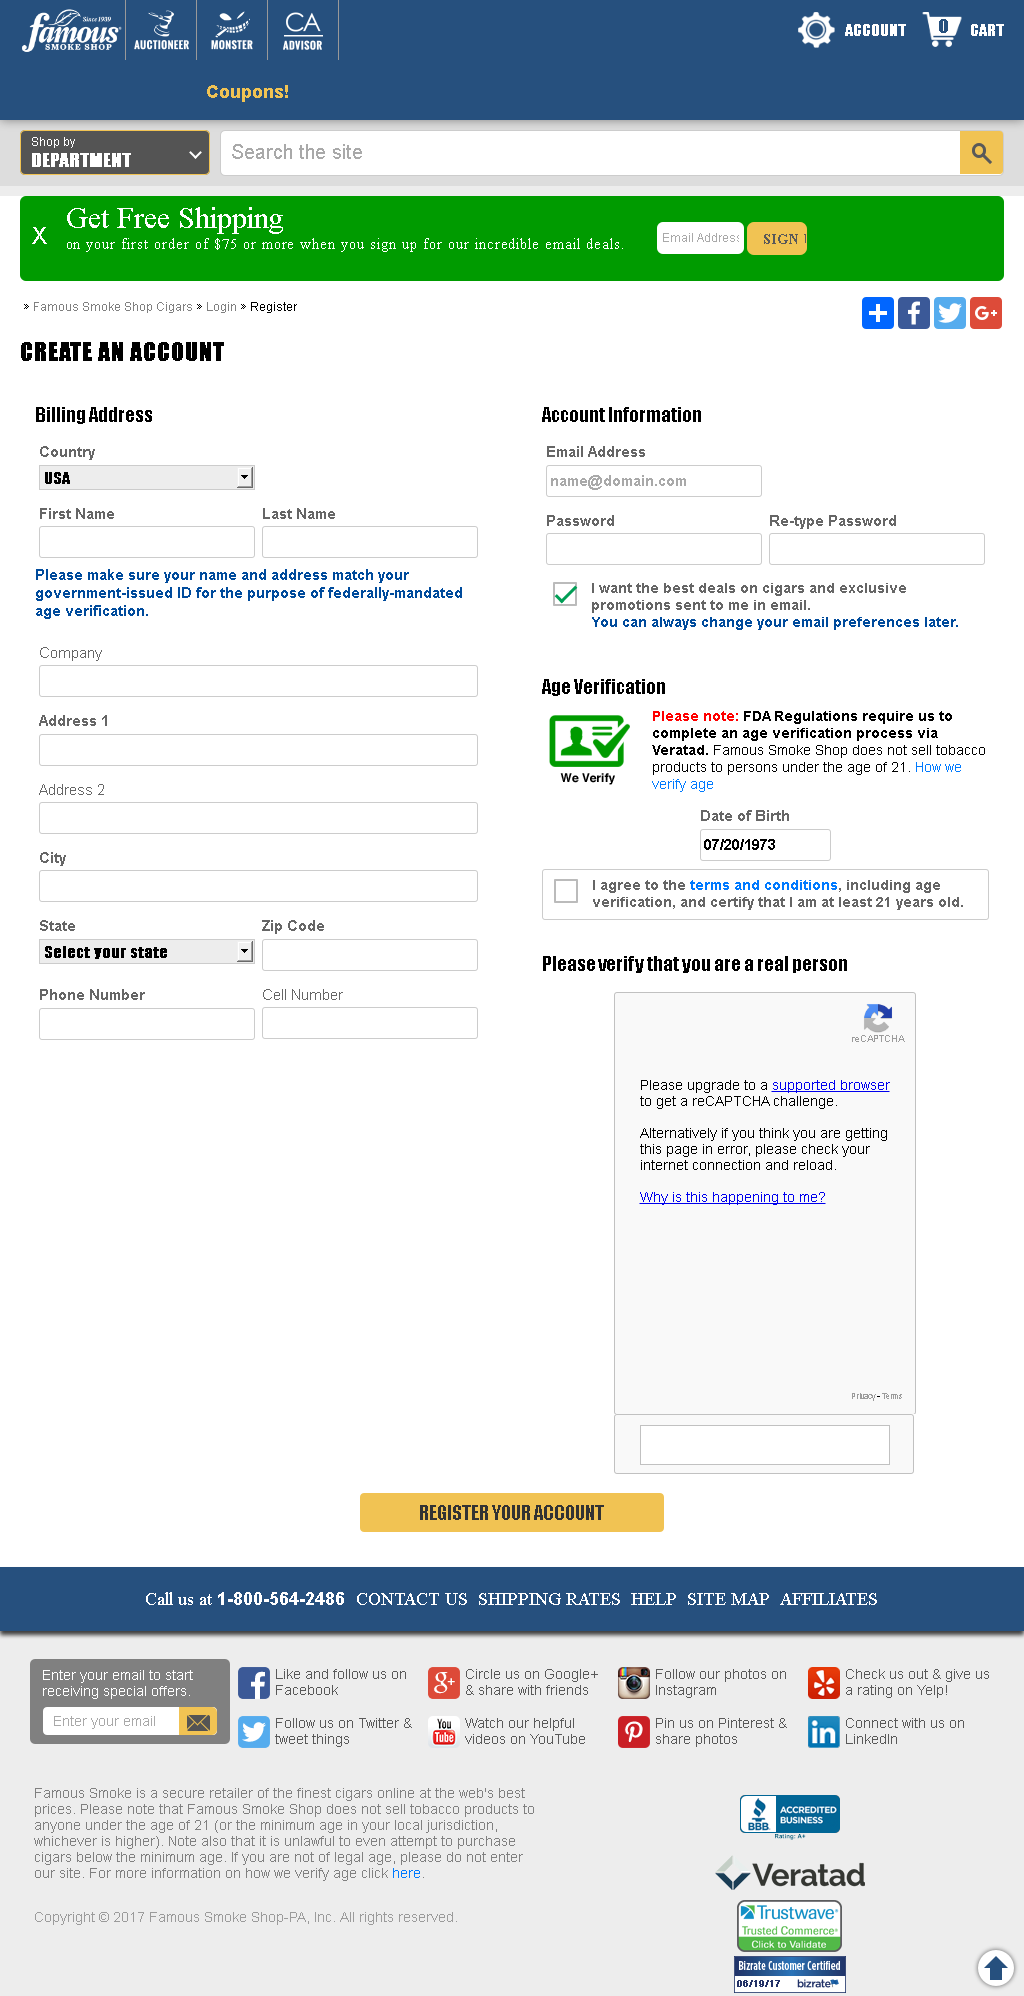 famous
Since 1939
SMOKE SHOP
AUCTIONEER
MONSTER
CA
ADVISOR
ACCOUNT
0
CART
Coupons!
Shop by
DEPARTMENT
Search the site
X
Get Free Shipping
on your first order of $75 or more when you sign up for our incredible email deals.
Email Address
SIGN
» Famous Smoke Shop Cigars » Login » Register
CREATE AN ACCOUNT
Billing Address
Country
USA
First Name
Last Name
Please make sure your name and address match your
government-issued ID for the purpose of federally-mandated
age verification.
Company
Address 1
Address 2
City
State
Zip Code
Select your state
Phone Number
Cell Number
Account Information
Email Address
name@domain.com
Password
Re-type Password
I want the best deals on cigars and exclusive
promotions sent to me in email.
You can always change your email preferences later.
Age Verification
We Verify
Please note: FDA Regulations require us to
complete an age verification process via
Veratad. Famous Smoke Shop does not sell tobacco
products to persons under the age of 21. How we
verify age
Date of Birth
07/20/1973
I agree to the terms and conditions, including age
verification, and certify that I am at least 21 years old.
Please verify that you are a real person
reCAPTCHA
Please upgrade to a supported browser
to get a reCAPTCHA challenge.
Alternatively if you think you are getting
this page in error, please check your
internet connection and reload.
Why is this happening to me?
Privacy - Terms
REGISTER YOUR ACCOUNT
Call us at 1-800-564-2486 CONTACT US SHIPPING RATES HELP SITE MAP AFFILIATES
Enter your email to start
receiving special offers.
Enter your email
Like and follow us on
Facebook
Circle us on Google+
& share with friends
Follow our photos on
Instagram
Check us out & give us
a rating on Yelp!
Follow us on Twitter &
tweet things
You
Tube
Watch our helpful
videos on YouTube
Pin us on Pinterest &
share photos
Connect with us on
LinkedIn
Famous Smoke is a secure retailer of the finest cigars online at the web's best
prices. Please note that Famous Smoke Shop does not sell tobacco products to
anyone under the age of 21 (or the minimum age in your local jurisdiction,
whichever is higher). Note also that it is unlawful to even attempt to purchase
cigars below the minimum age. If you are not of legal age, please do not enter
our site. For more information on how we verify age click here.
Copyright © 2017 Famous Smoke Shop-PA, Inc. All rights reserved.
BBB
ACCREDITED
BUSINESS
Rating: A+
Veratad
Trustwave®
Trusted Commerce®
Click to Validate
Bizrate Customer Certified
06/19/17 bizrate